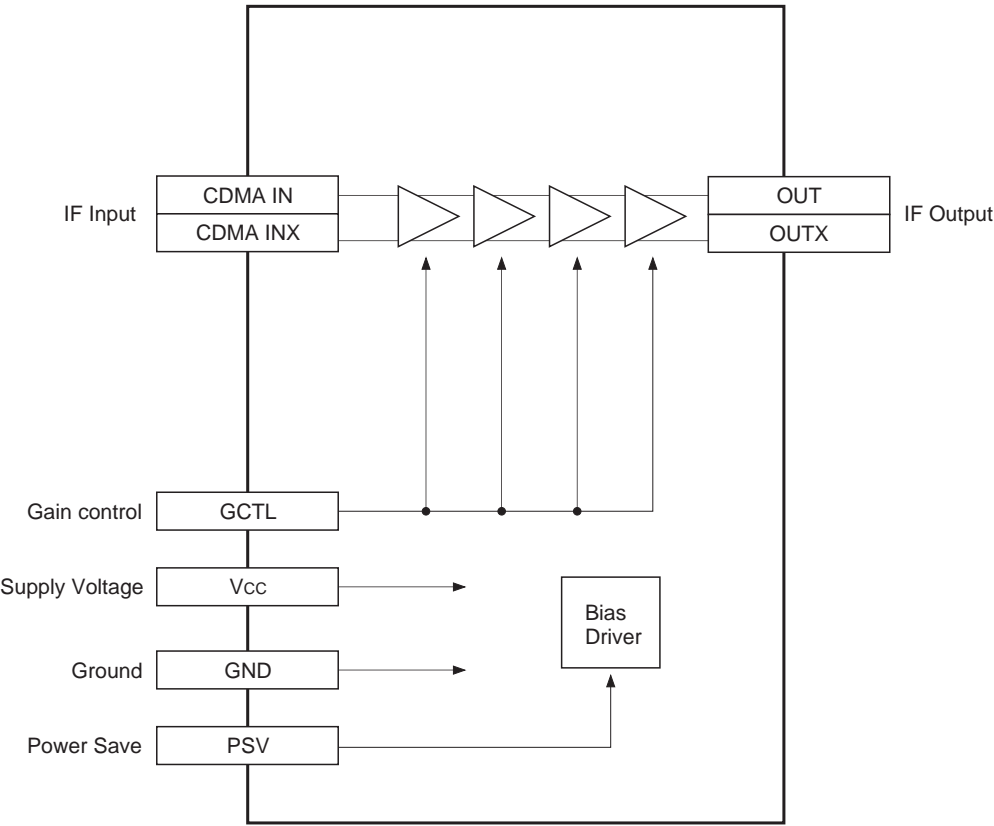 CDMA IN
OUT
IF Input
IF Output
CDMA INX
OUTX
Gain control
GCTL
Supply Voltage
VCC
Bias
Driver
Ground
GND
Power Save
PSV